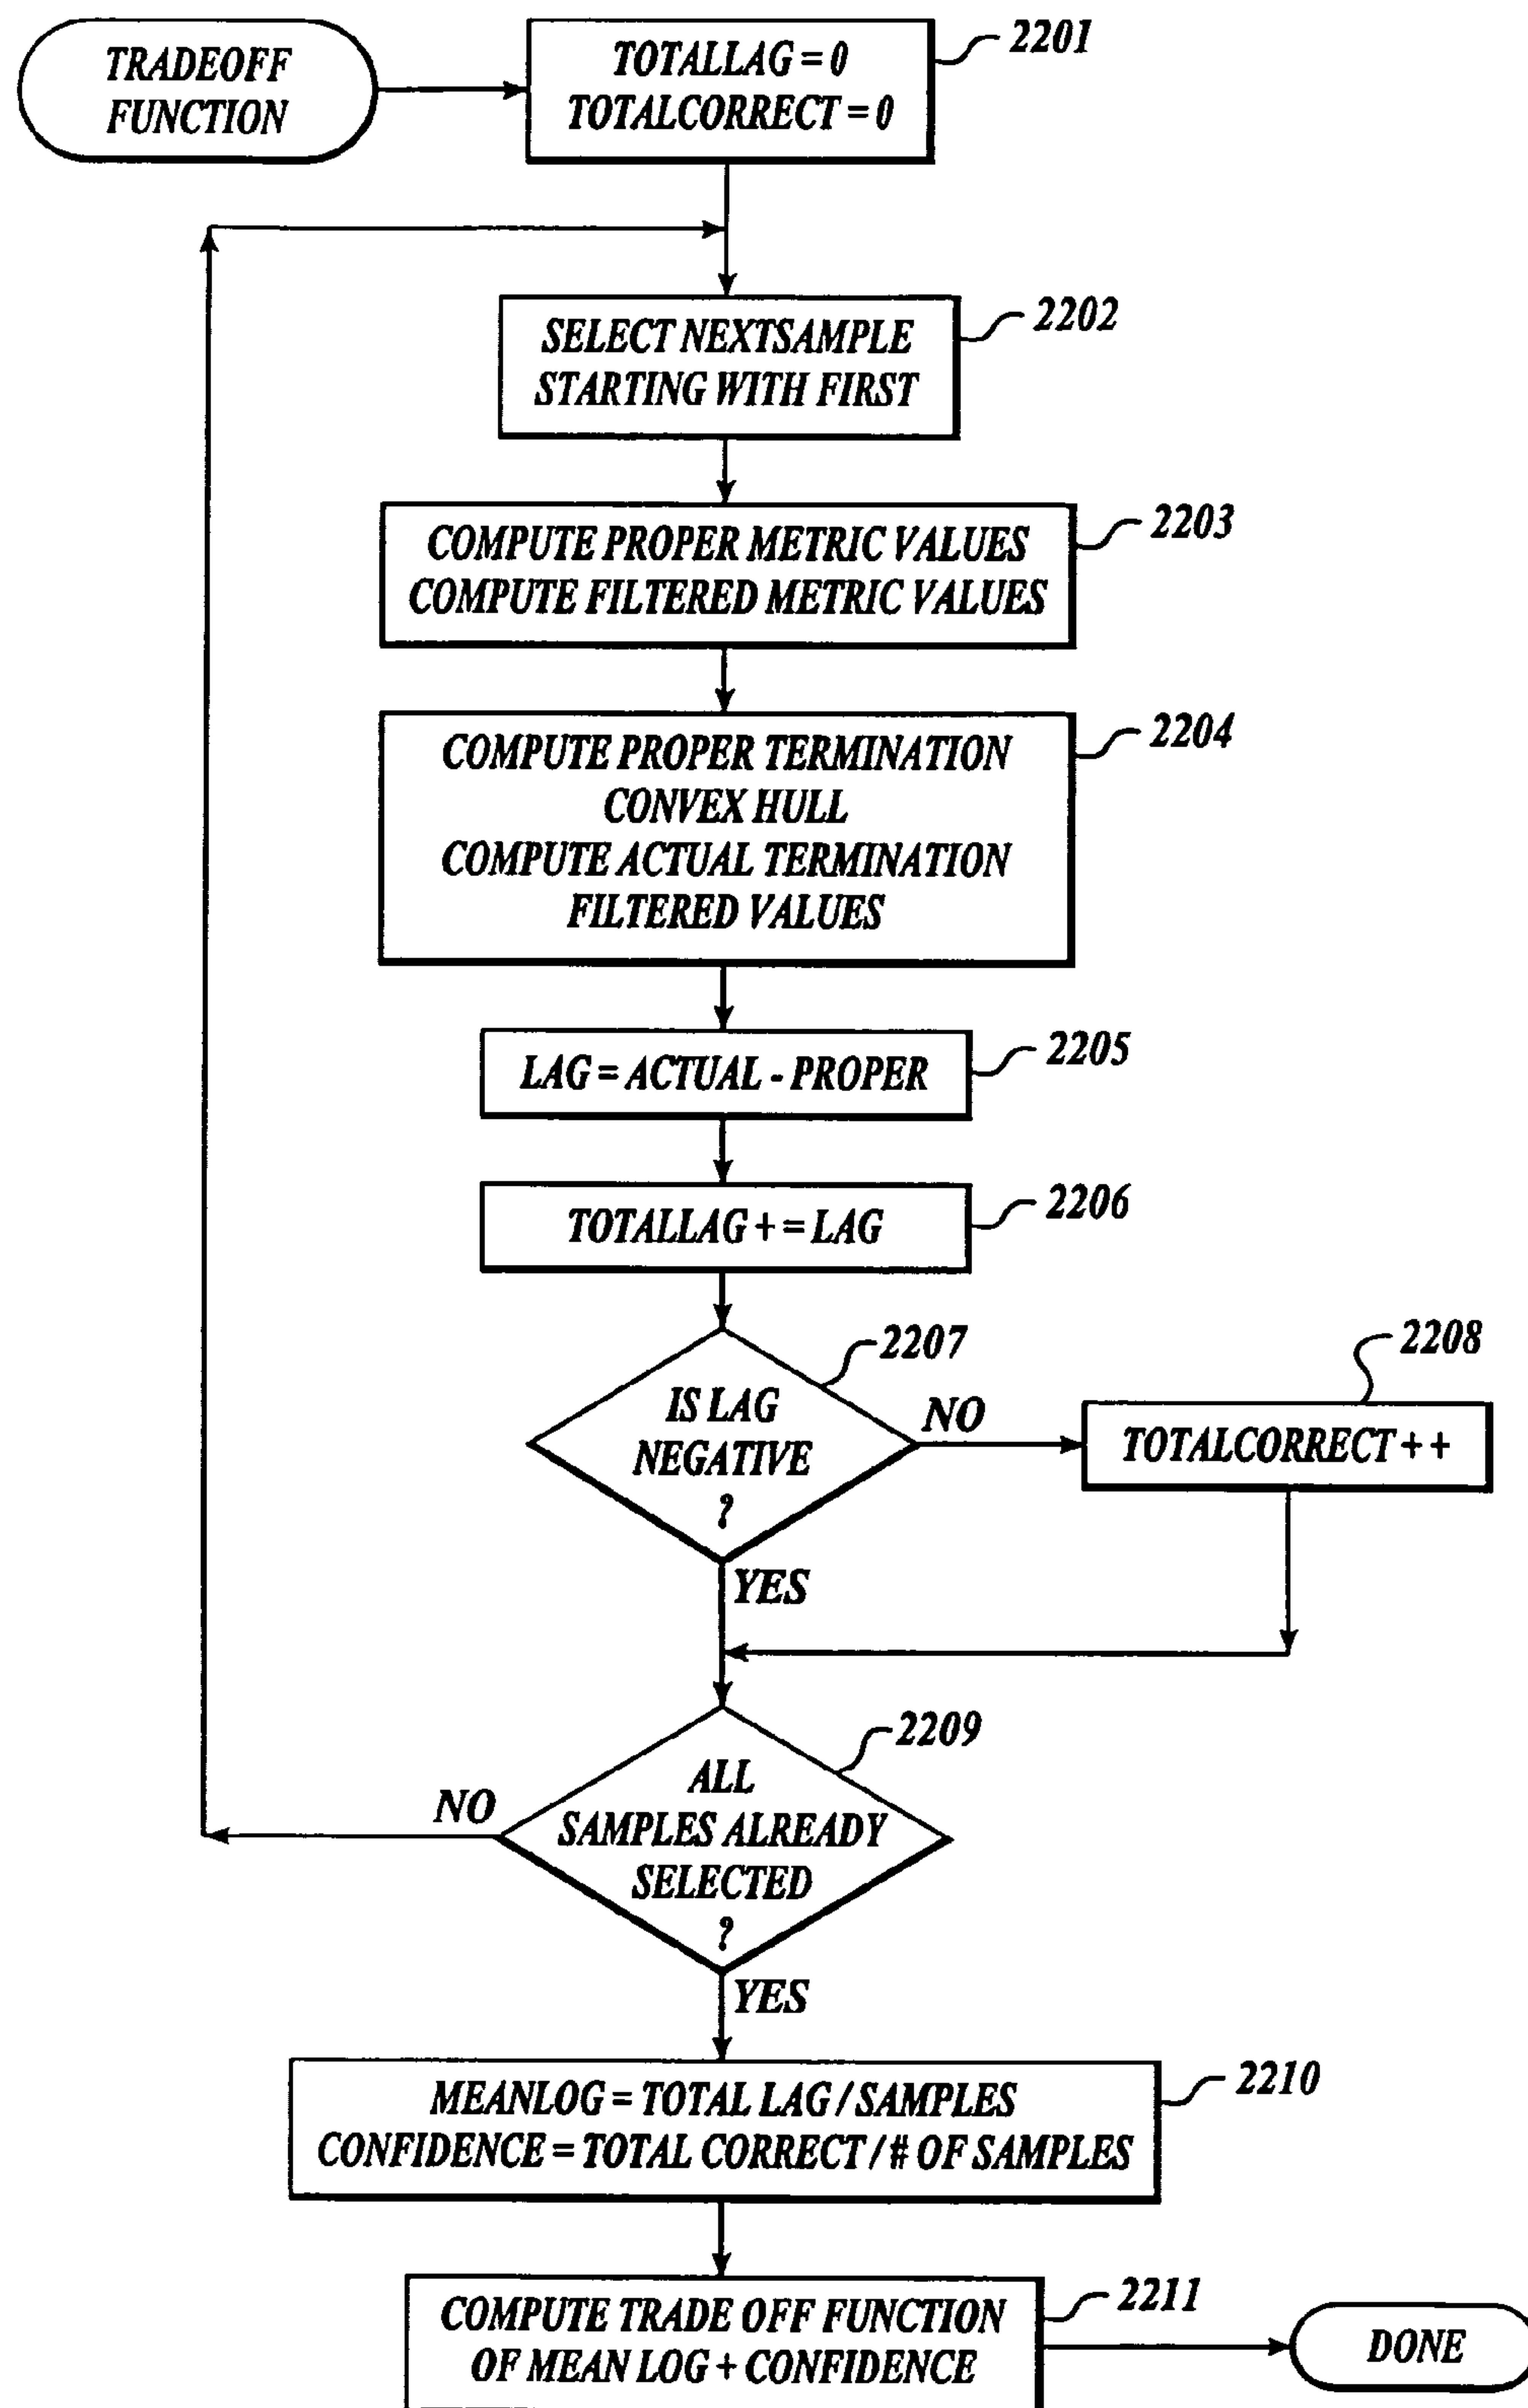 TRADEOFF
FUNCTION
TOTALLAG = 0
TOTALCORRECT = 0
2201
SELECT NEXTSAMPLE
STARTING WITH FIRST
2202
COMPUTE PROPER METRIC VALUES
COMPUTE FILTERED METRIC VALUES
2203
COMPUTE PROPER TERMINATION
CONVEX HULL
COMPUTE ACTUAL TERMINATION
FILTERED VALUES
2204
LAG = ACTUAL - PROPER
2205
TOTALLAG + = LAG
2206
IS LAG
NEGATIVE
?
2207
NO
TOTALCORRECT + +
2208
YES
ALL
SAMPLES ALREADY
SELECTED
?
2209
NO
YES
MEANLOG = TOTAL LAG / SAMPLES
CONFIDENCE = TOTAL CORRECT / # OF SAMPLES
2210
COMPUTE TRADE OFF FUNCTION
OF MEAN LOG + CONFIDENCE
2211
DONE